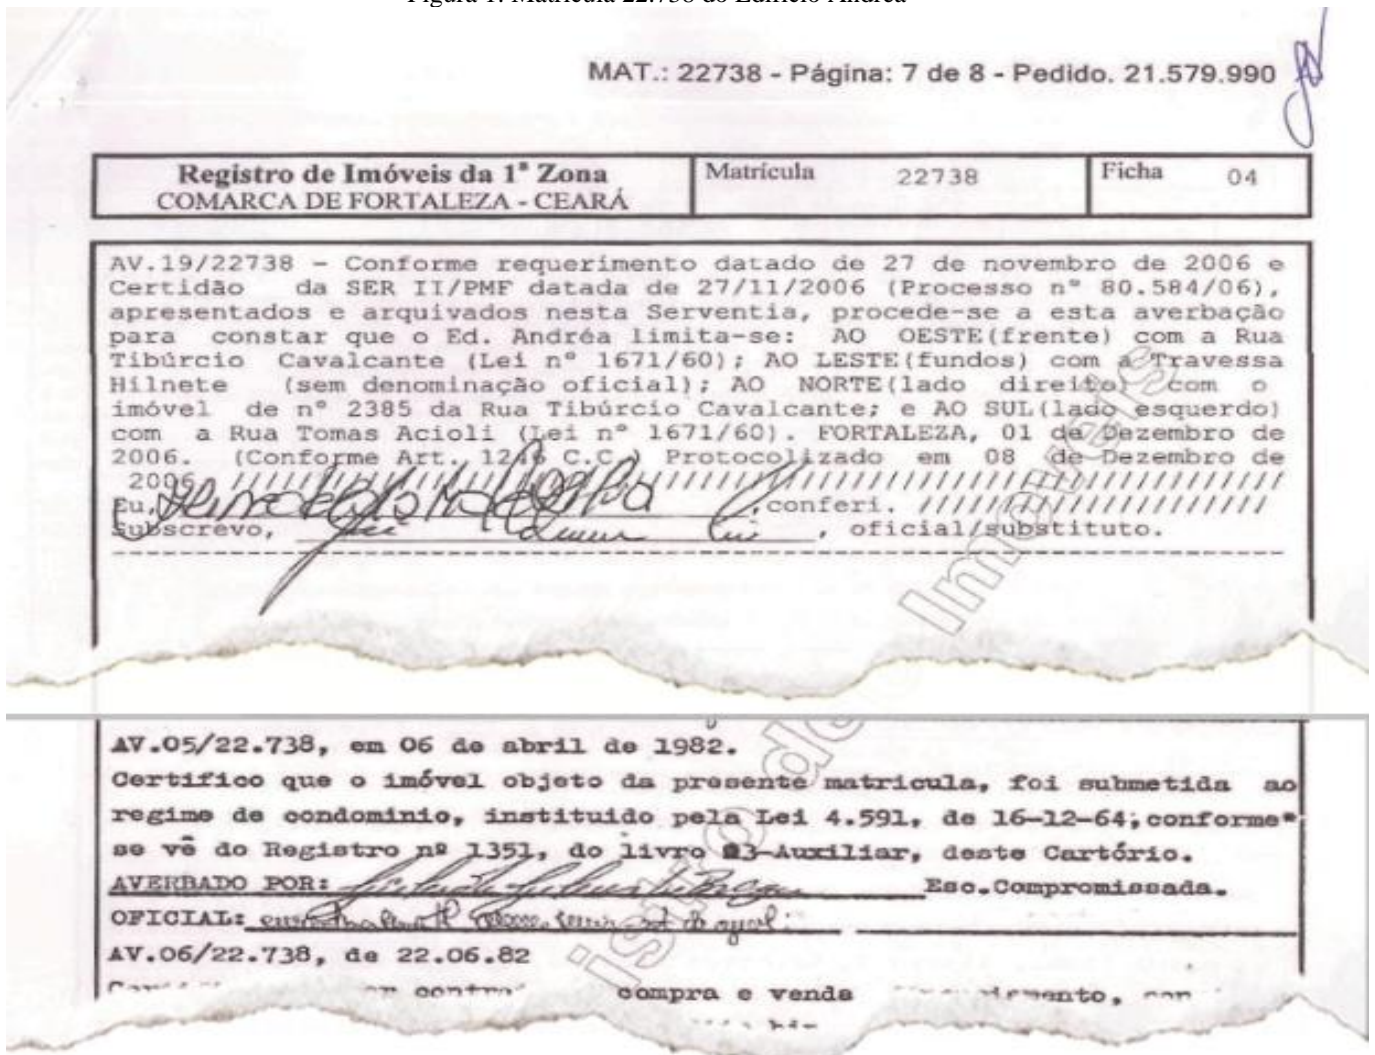 Figura 1: Matrícula 22.738 do Edifício Andréa
MAT.: 22738 - Página: 7 de 8 - Pedido. 21.579.990
Registro de Imóveis da 1ª Zona
COMARCA DE FORTALEZA - CEARÁ
Matrícula 22738
Ficha 04
AV.19/22738 - Conforme requerimento datado de 27 de novembro de 2006 e
Certidão da SER II/PMF datada de 27/11/2006 (Processo nº 80.584/06),
apresentados e arquivados nesta Serventia, procede-se a esta averbação
para constar que o Ed. Andréa limita-se: AO OESTE(frente) com a Rua
Tibúrcio Cavalcante (Lei nº 1671/60); AO LESTE(fundos) com a Travessa
Hilnete (sem denominação oficial); AO NORTE(lado direito) com o
imóvel de nº 2385 da Rua Tibúrcio Cavalcante; e AO SUL(lado esquerdo)
com a Rua Tomas Acioli (Lei nº 1671/60). FORTALEZA, 01 de Dezembro de
2006. (Conforme Art. 1246 C.C.) Protocolizado em 08 de Dezembro de
2006.
Eu, , conferi.
Subscrevo, , oficial/substituto.
AV.05/22.738, em 06 de abril de 1982.
Certifico que o imóvel objeto da presente matricula, foi submetida ao
regime de condominio, instituido pela Lei 4.591, de 16-12-64; conforme
se vê do Registro nº 1351, do livro 3-Auxiliar, deste Cartório.
AVERBADO POR: Esc.Compromissada.
OFICIAL:
AV.06/22.738, de 22.06.82
compra e venda